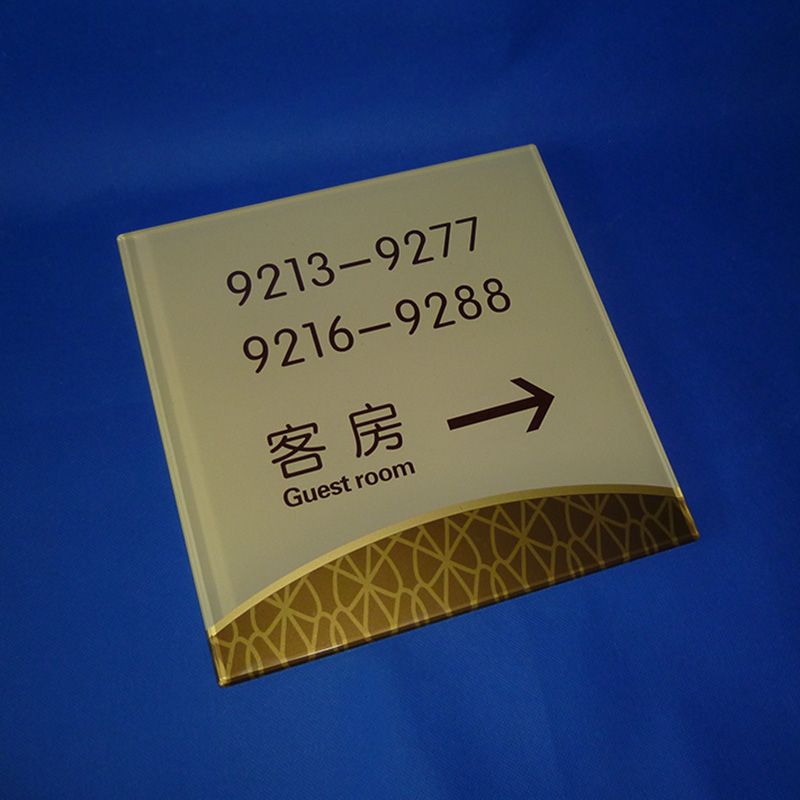 9213–9277
9216–9288
客房 →
Guest room